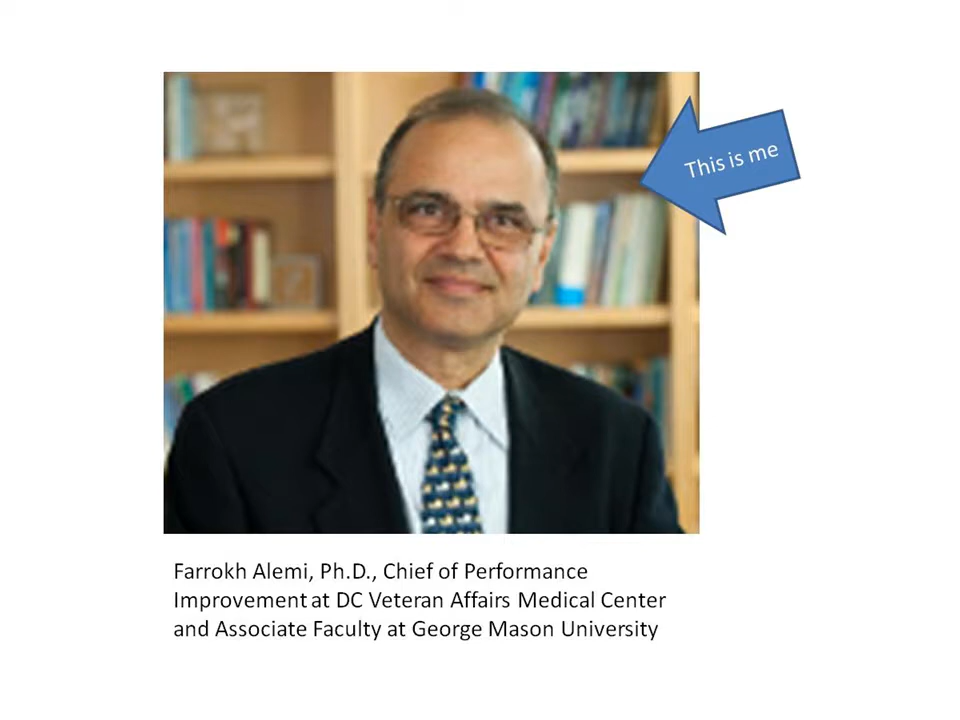 This is me
Farrokh Alemi, Ph.D., Chief of Performance
Improvement at DC Veteran Affairs Medical Center
and Associate Faculty at George Mason University